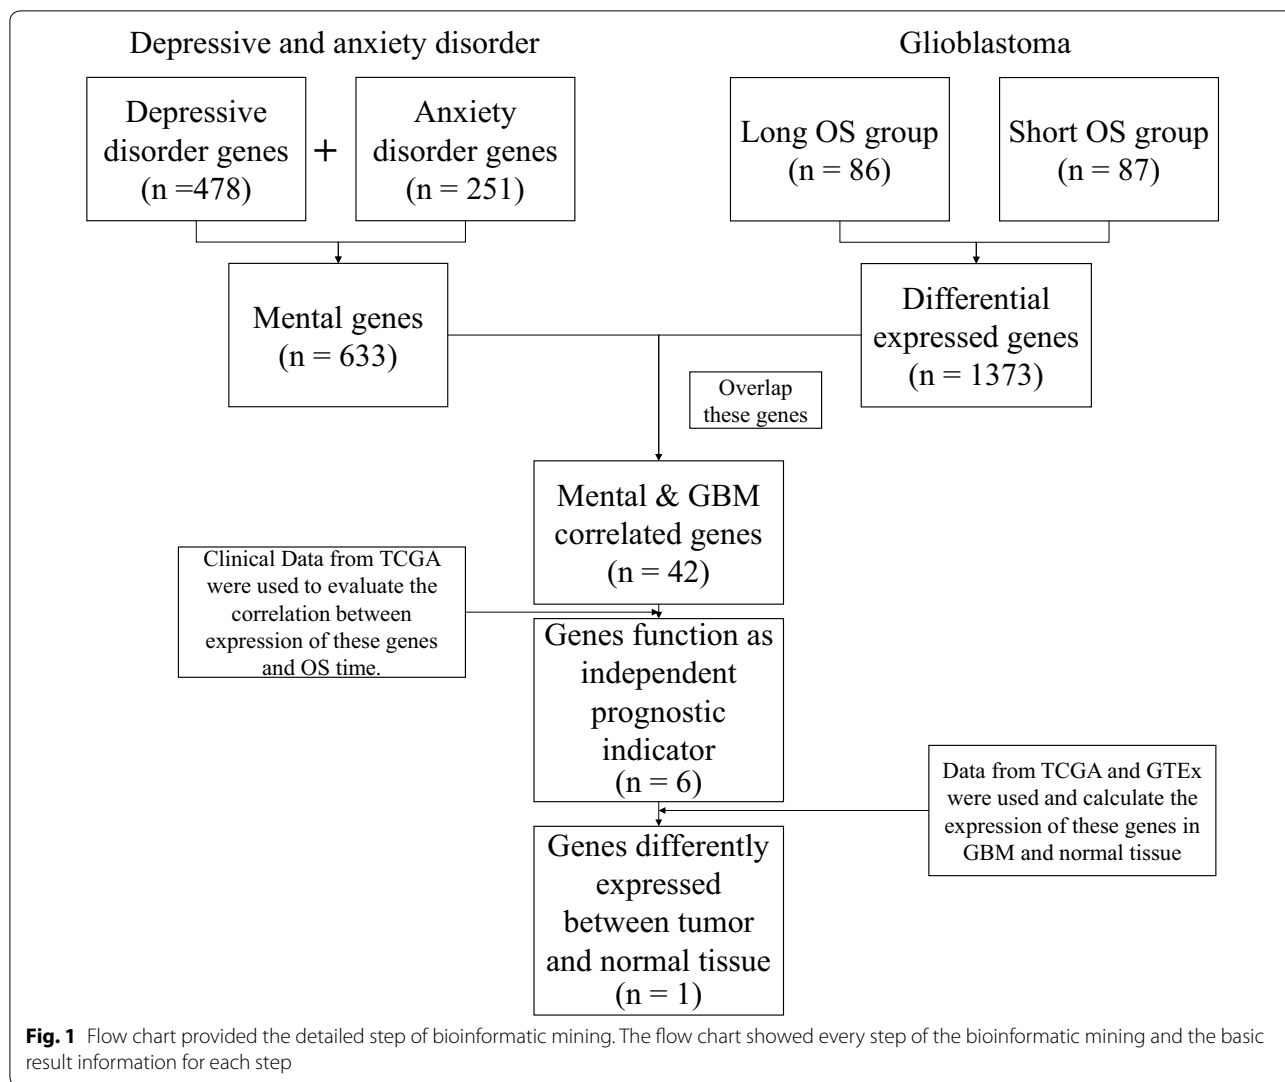 Depressive and anxiety disorder
Glioblastoma
Depressive
disorder genes
(n =478)
+
Anxiety
disorder genes
(n = 251)
Long OS group
(n = 86)
Short OS group
(n = 87)
Mental genes
(n = 633)
Differential
expressed genes
(n = 1373)
Overlap
these genes
Mental & GBM
correlated genes
(n = 42)
Clinical Data from TCGA
were used to evaluate the
correlation between
expression of these genes
and OS time.
Genes function as
independent
prognostic
indicator
(n = 6)
Data from TCGA and GTEx
were used and calculate the
expression of these genes in
GBM and normal tissue
Genes differently
expressed
between tumor
and normal tissue
(n = 1)
Fig. 1 Flow chart provided the detailed step of bioinformatic mining. The flow chart showed every step of the bioinformatic mining and the basic
result information for each step